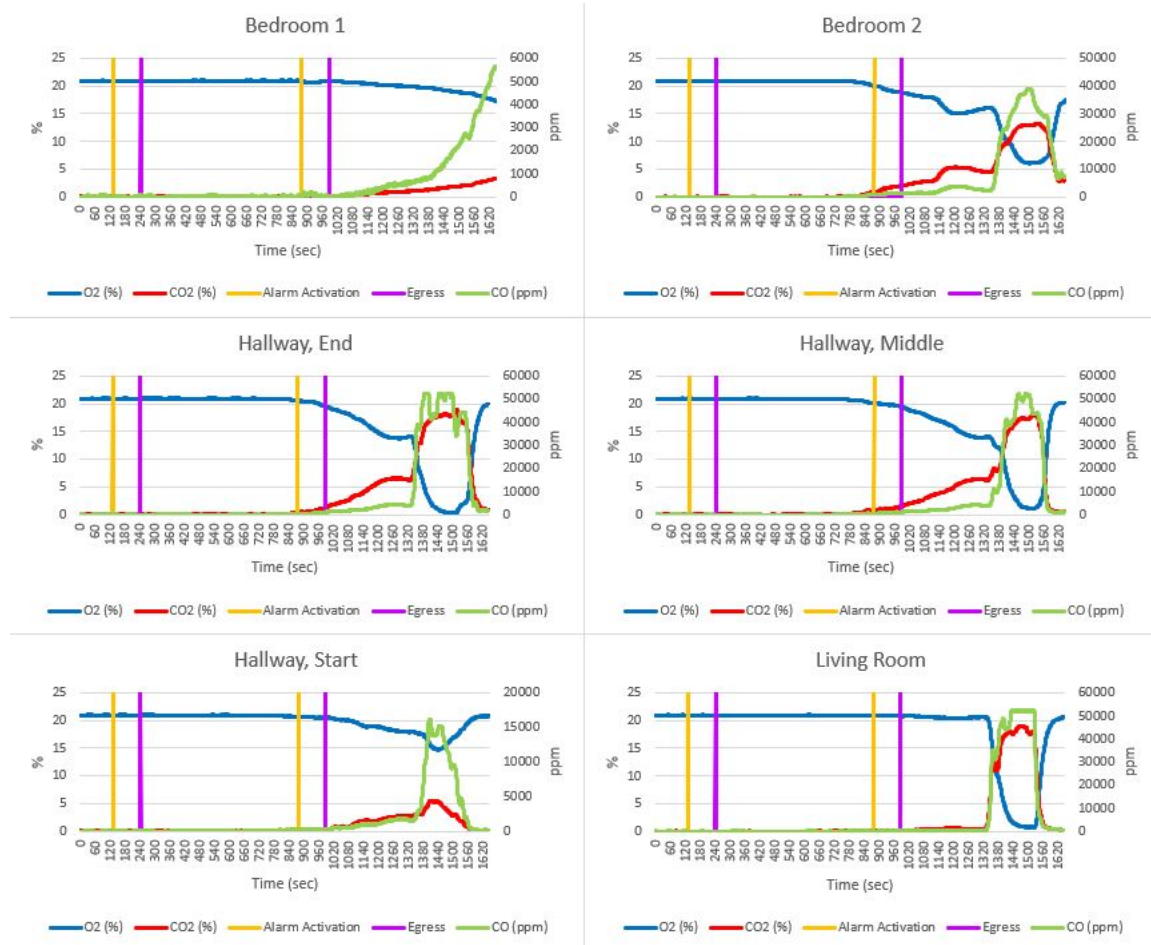 Bedroom 1
25 6000
20 5000
4000
15
% 3000 ppm
10
2000
5 1000
0 0
0 60 120 180 240 300 360 420 480 540 600 660 720 780 840 900 960 1020 1080 1140 1200 1260 1320 1380 1440 1500 1560 1620
Time (sec)
O2 (%) CO2 (%) Alarm Activation Egress CO (ppm)
Bedroom 2
25 50000
20 40000
15 30000
% ppm
10 20000
5 10000
0 0
0 60 120 180 240 300 360 420 480 540 600 660 720 780 840 900 960 1020 1080 1140 1200 1260 1320 1380 1440 1500 1560 1620
Time (sec)
O2 (%) CO2 (%) Alarm Activation Egress CO (ppm)
Hallway, End
25 60000
20 50000
40000
15
% 30000 ppm
10
20000
5 10000
0 0
0 60 120 180 240 300 360 420 480 540 600 660 720 780 840 900 960 1020 1080 1140 1200 1260 1320 1380 1440 1500 1560 1620
Time (sec)
O2 (%) CO2 (%) Alarm Activation Egress CO (ppm)
Hallway, Middle
25 60000
20 50000
40000
15
% 30000 ppm
10
20000
5 10000
0 0
0 60 120 180 240 300 360 420 480 540 600 660 720 780 840 900 960 1020 1080 1140 1200 1260 1320 1380 1440 1500 1560 1620
Time (sec)
O2 (%) CO2 (%) Alarm Activation Egress CO (ppm)
Hallway, Start
25 20000
20
15000
15
% 10000 ppm
10
5000
5
0 0
0 60 120 180 240 300 360 420 480 540 600 660 720 780 840 900 960 1020 1080 1140 1200 1260 1320 1380 1440 1500 1560 1620
Time (sec)
O2 (%) CO2 (%) Alarm Activation Egress CO (ppm)
Living Room
25 60000
20 50000
40000
15
% 30000 ppm
10
20000
5 10000
0 0
0 60 120 180 240 300 360 420 480 540 600 660 720 780 840 900 960 1020 1080 1140 1200 1260 1320 1380 1440 1500 1560 1620
Time (sec)
O2 (%) CO2 (%) Alarm Activation Egress CO (ppm)